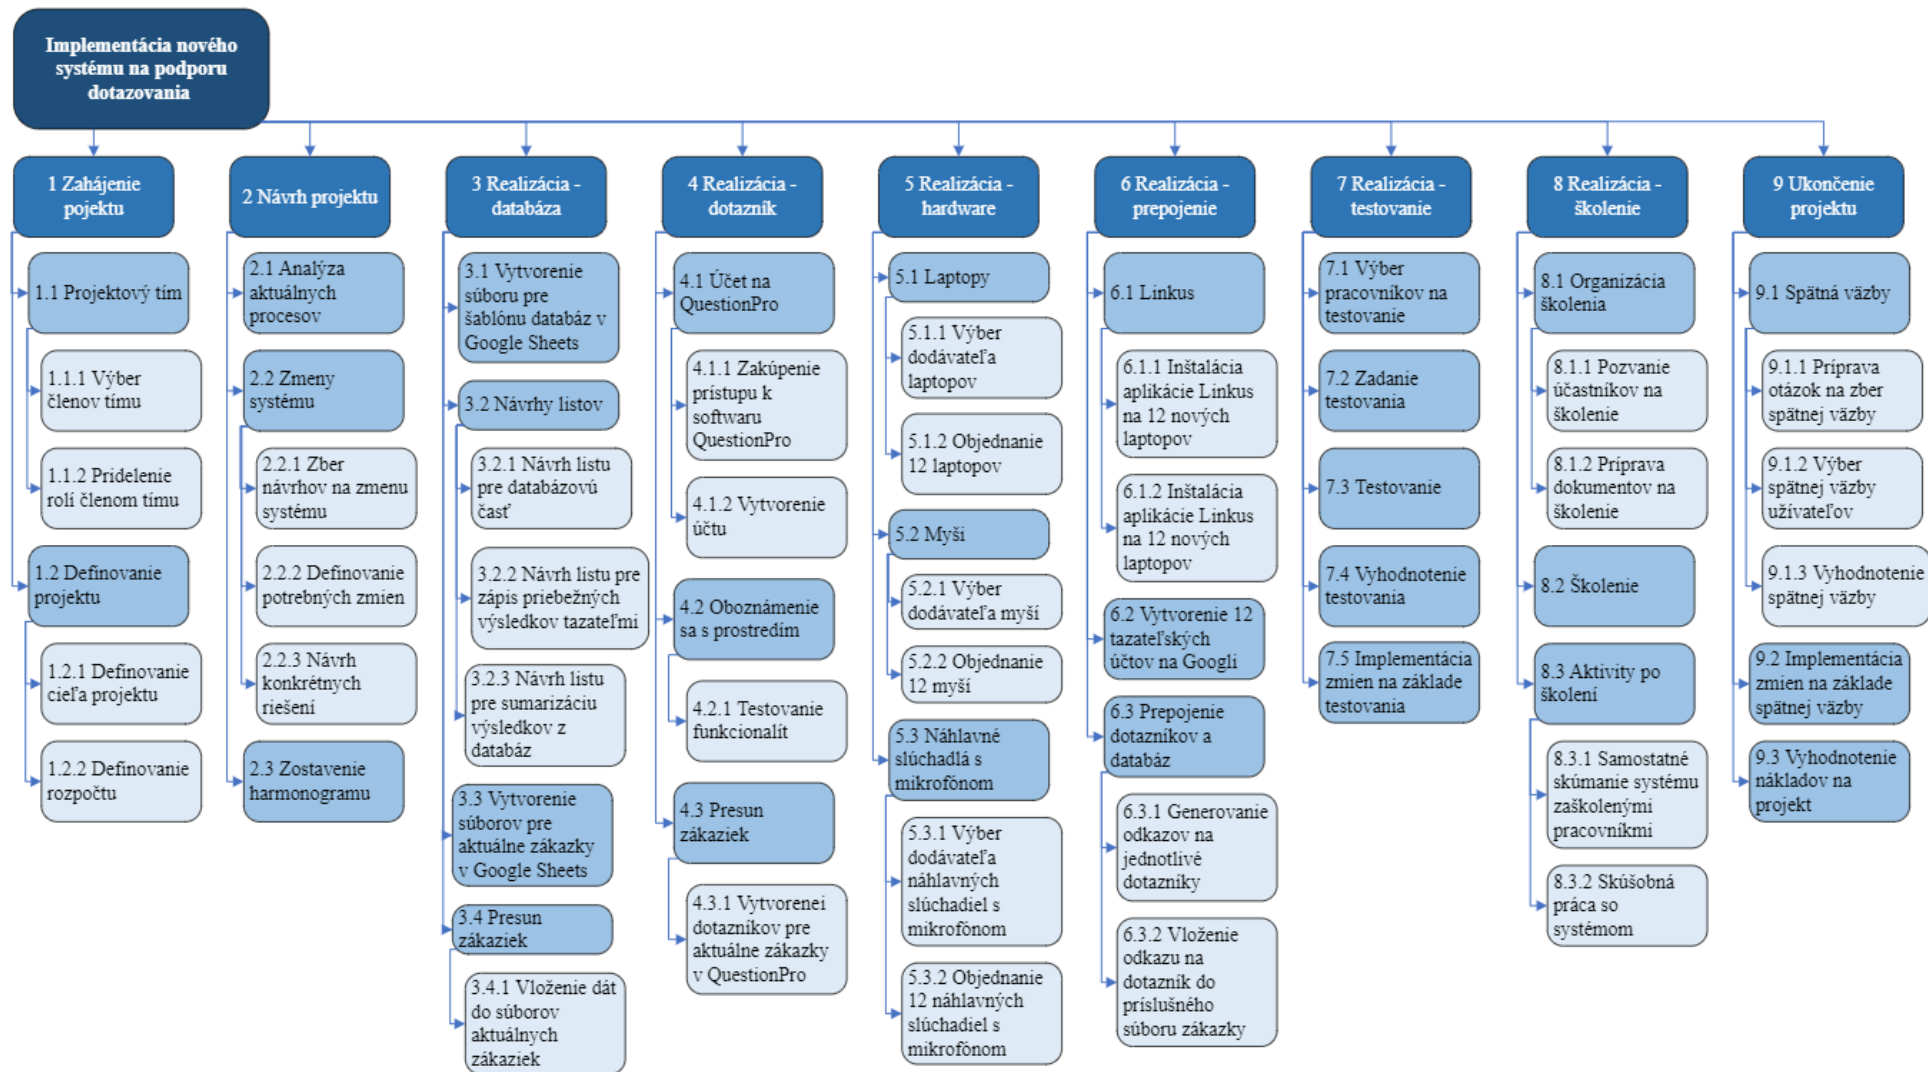 Implementácia nového
systému na podporu
dotazovania
1 Zahájenie
pojektu
1.1 Projektový tím
1.1.1 Výber
členov tímu
1.1.2 Pridelenie
rolí členom tímu
1.2 Definovanie
projektu
1.2.1 Definovanie
cieľa projektu
1.2.2 Definovanie
rozpočtu
2 Návrh projektu
2.1 Analýza
aktuálnych
procesov
2.2 Zmeny
systému
2.2.1 Zber
návrhov na zmenu
systému
2.2.2 Definovanie
potrebných zmien
2.2.3 Návrh
konkrétnych
riešení
2.3 Zostavenie
harmonogramu
3 Realizácia -
databáza
3.1 Vytvorenie
súboru pre
šablónu databáz v
Google Sheets
3.2 Návrhy listov
3.2.1 Návrh listu
pre databázovú
časť
3.2.2 Návrh listu pre
zápis priebežných
výsledkov tazateľmi
3.2.3 Návrh listu
pre sumarizáciu
výsledkov z
databáz
3.3 Vytvorenie
súborov pre
aktuálne zákazky
v Google Sheets
3.4 Presun
zákaziek
3.4.1 Vloženie dát
do súborov
aktuálnych
zákaziek
4 Realizácia -
dotazník
4.1 Účet na
QuestionPro
4.1.1 Zakúpenie
prístupu k
softwaru
QuestionPro
4.1.2 Vytvorenie
účtu
4.2 Oboznámenie
sa s prostredím
4.2.1 Testovanie
funkcionalít
4.3 Presun
zákaziek
4.3.1 Vytvorenei
dotazníkov pre
aktuálne zákazky
v QuestionPro
5 Realizácia -
hardware
5.1 Laptopy
5.1.1 Výber
dodávateľa
laptopov
5.1.2 Objednanie
12 laptopov
5.2 Myši
5.2.1 Výber
dodávateľa myší
5.2.2 Objednanie
12 myší
5.3 Náhlavné
slúchadlá s
mikrofónom
5.3.1 Výber
dodávateľa
náhlavných
slúchadiel s
mikrofónom
5.3.2 Objednanie
12 náhlavných
slúchadiel s
mikrofónom
6 Realizácia -
prepojenie
6.1 Linkus
6.1.1 Inštalácia
aplikácie Linkus
na 12 nových
laptopov
6.1.2 Inštalácia
aplikácie Linkus
na 12 nových
laptopov
6.2 Vytvorenie 12
tazateľských
účtov na Googli
6.3 Prepojenie
dotazníkov a
databáz
6.3.1 Generovanie
odkazov na
jednotlivé
dotazníky
6.3.2 Vloženie
odkazu na
dotazník do
príslušného
súboru zákazky
7 Realizácia -
testovanie
7.1 Výber
pracovníkov na
testovanie
7.2 Zadanie
testovania
7.3 Testovanie
7.4 Vyhodnotenie
testovania
7.5 Implementácia
zmien na základe
testovania
8 Realizácia -
školenie
8.1 Organizácia
školenia
8.1.1 Pozvanie
účastníkov na
školenie
8.1.2 Príprava
dokumentov na
školenie
8.2 Školenie
8.3 Aktivity po
školení
8.3.1 Samostatné
skúmanie systému
zaškolenými
pracovníkmi
8.3.2 Skúšobná
práca so
systémom
9 Ukončenie
projektu
9.1 Spätná väzby
9.1.1 Príprava
otázok na zber
spätnej väzby
9.1.2 Výber
spätnej väzby
užívateľov
9.1.3 Vyhodnotenie
spätnej väzby
9.2 Implementácia
zmien na základe
spätnej väzby
9.3 Vyhodnotenie
nákladov na
projekt